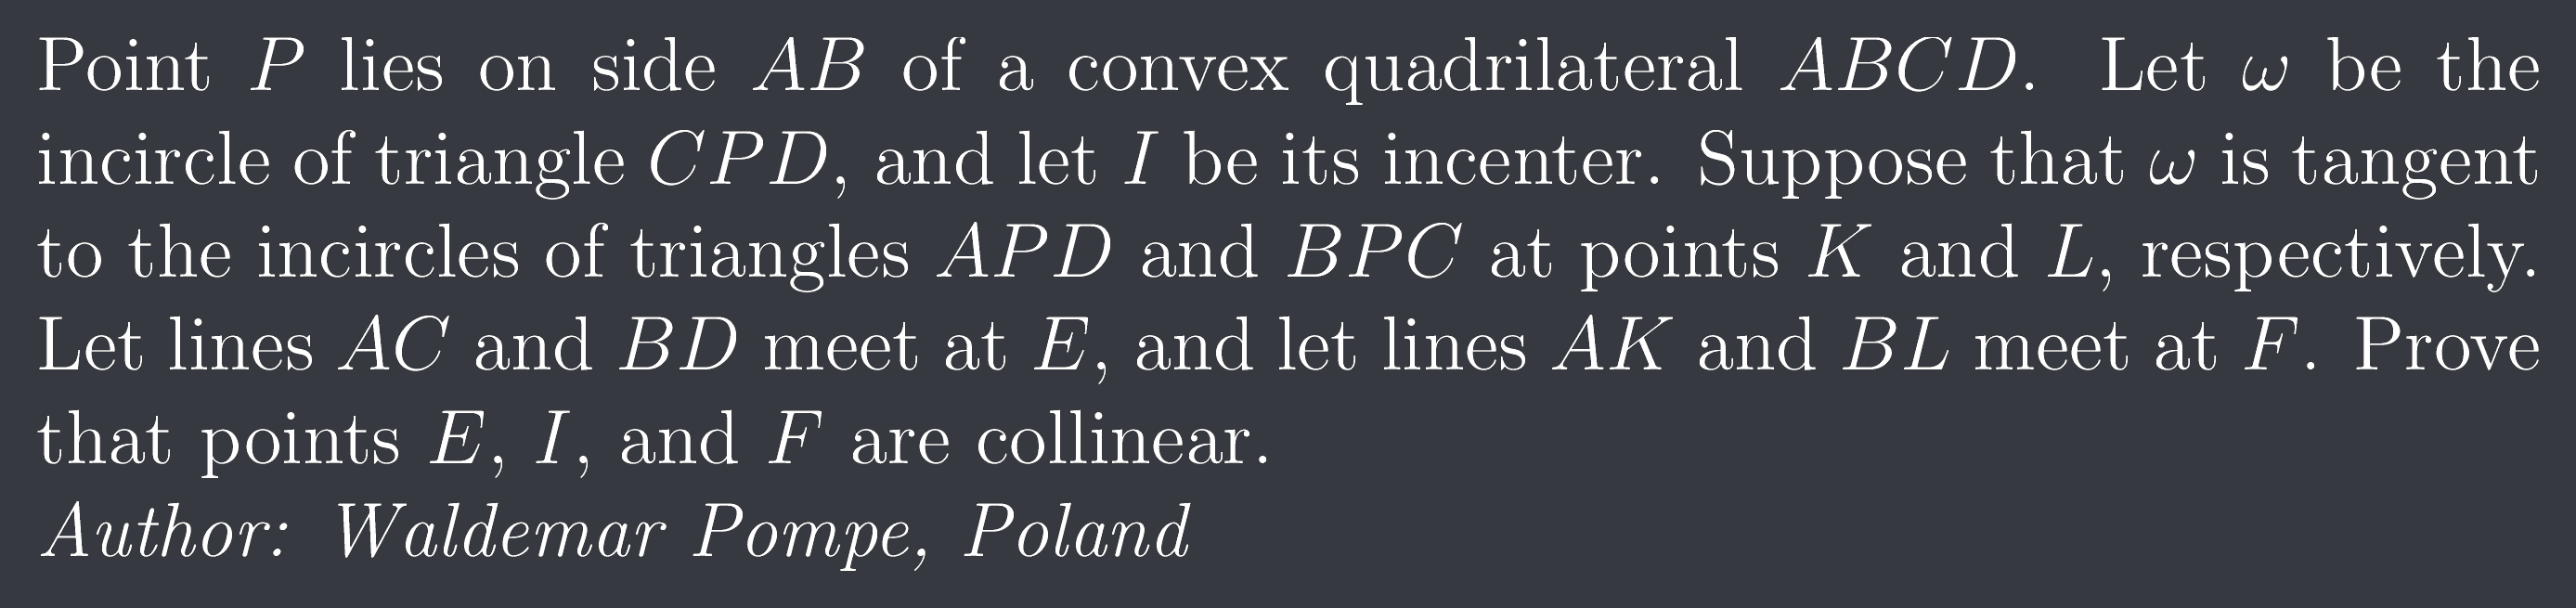 Point P lies on side AB of a convex quadrilateral ABCD. Let ω be the
incircle of triangle CPD, and let I be its incenter. Suppose that ω is tangent
to the incircles of triangles APD and BPC at points K and L, respectively.
Let lines AC and BD meet at E, and let lines AK and BL meet at F. Prove
that points E, I, and F are collinear.
Author: Waldemar Pompe, Poland